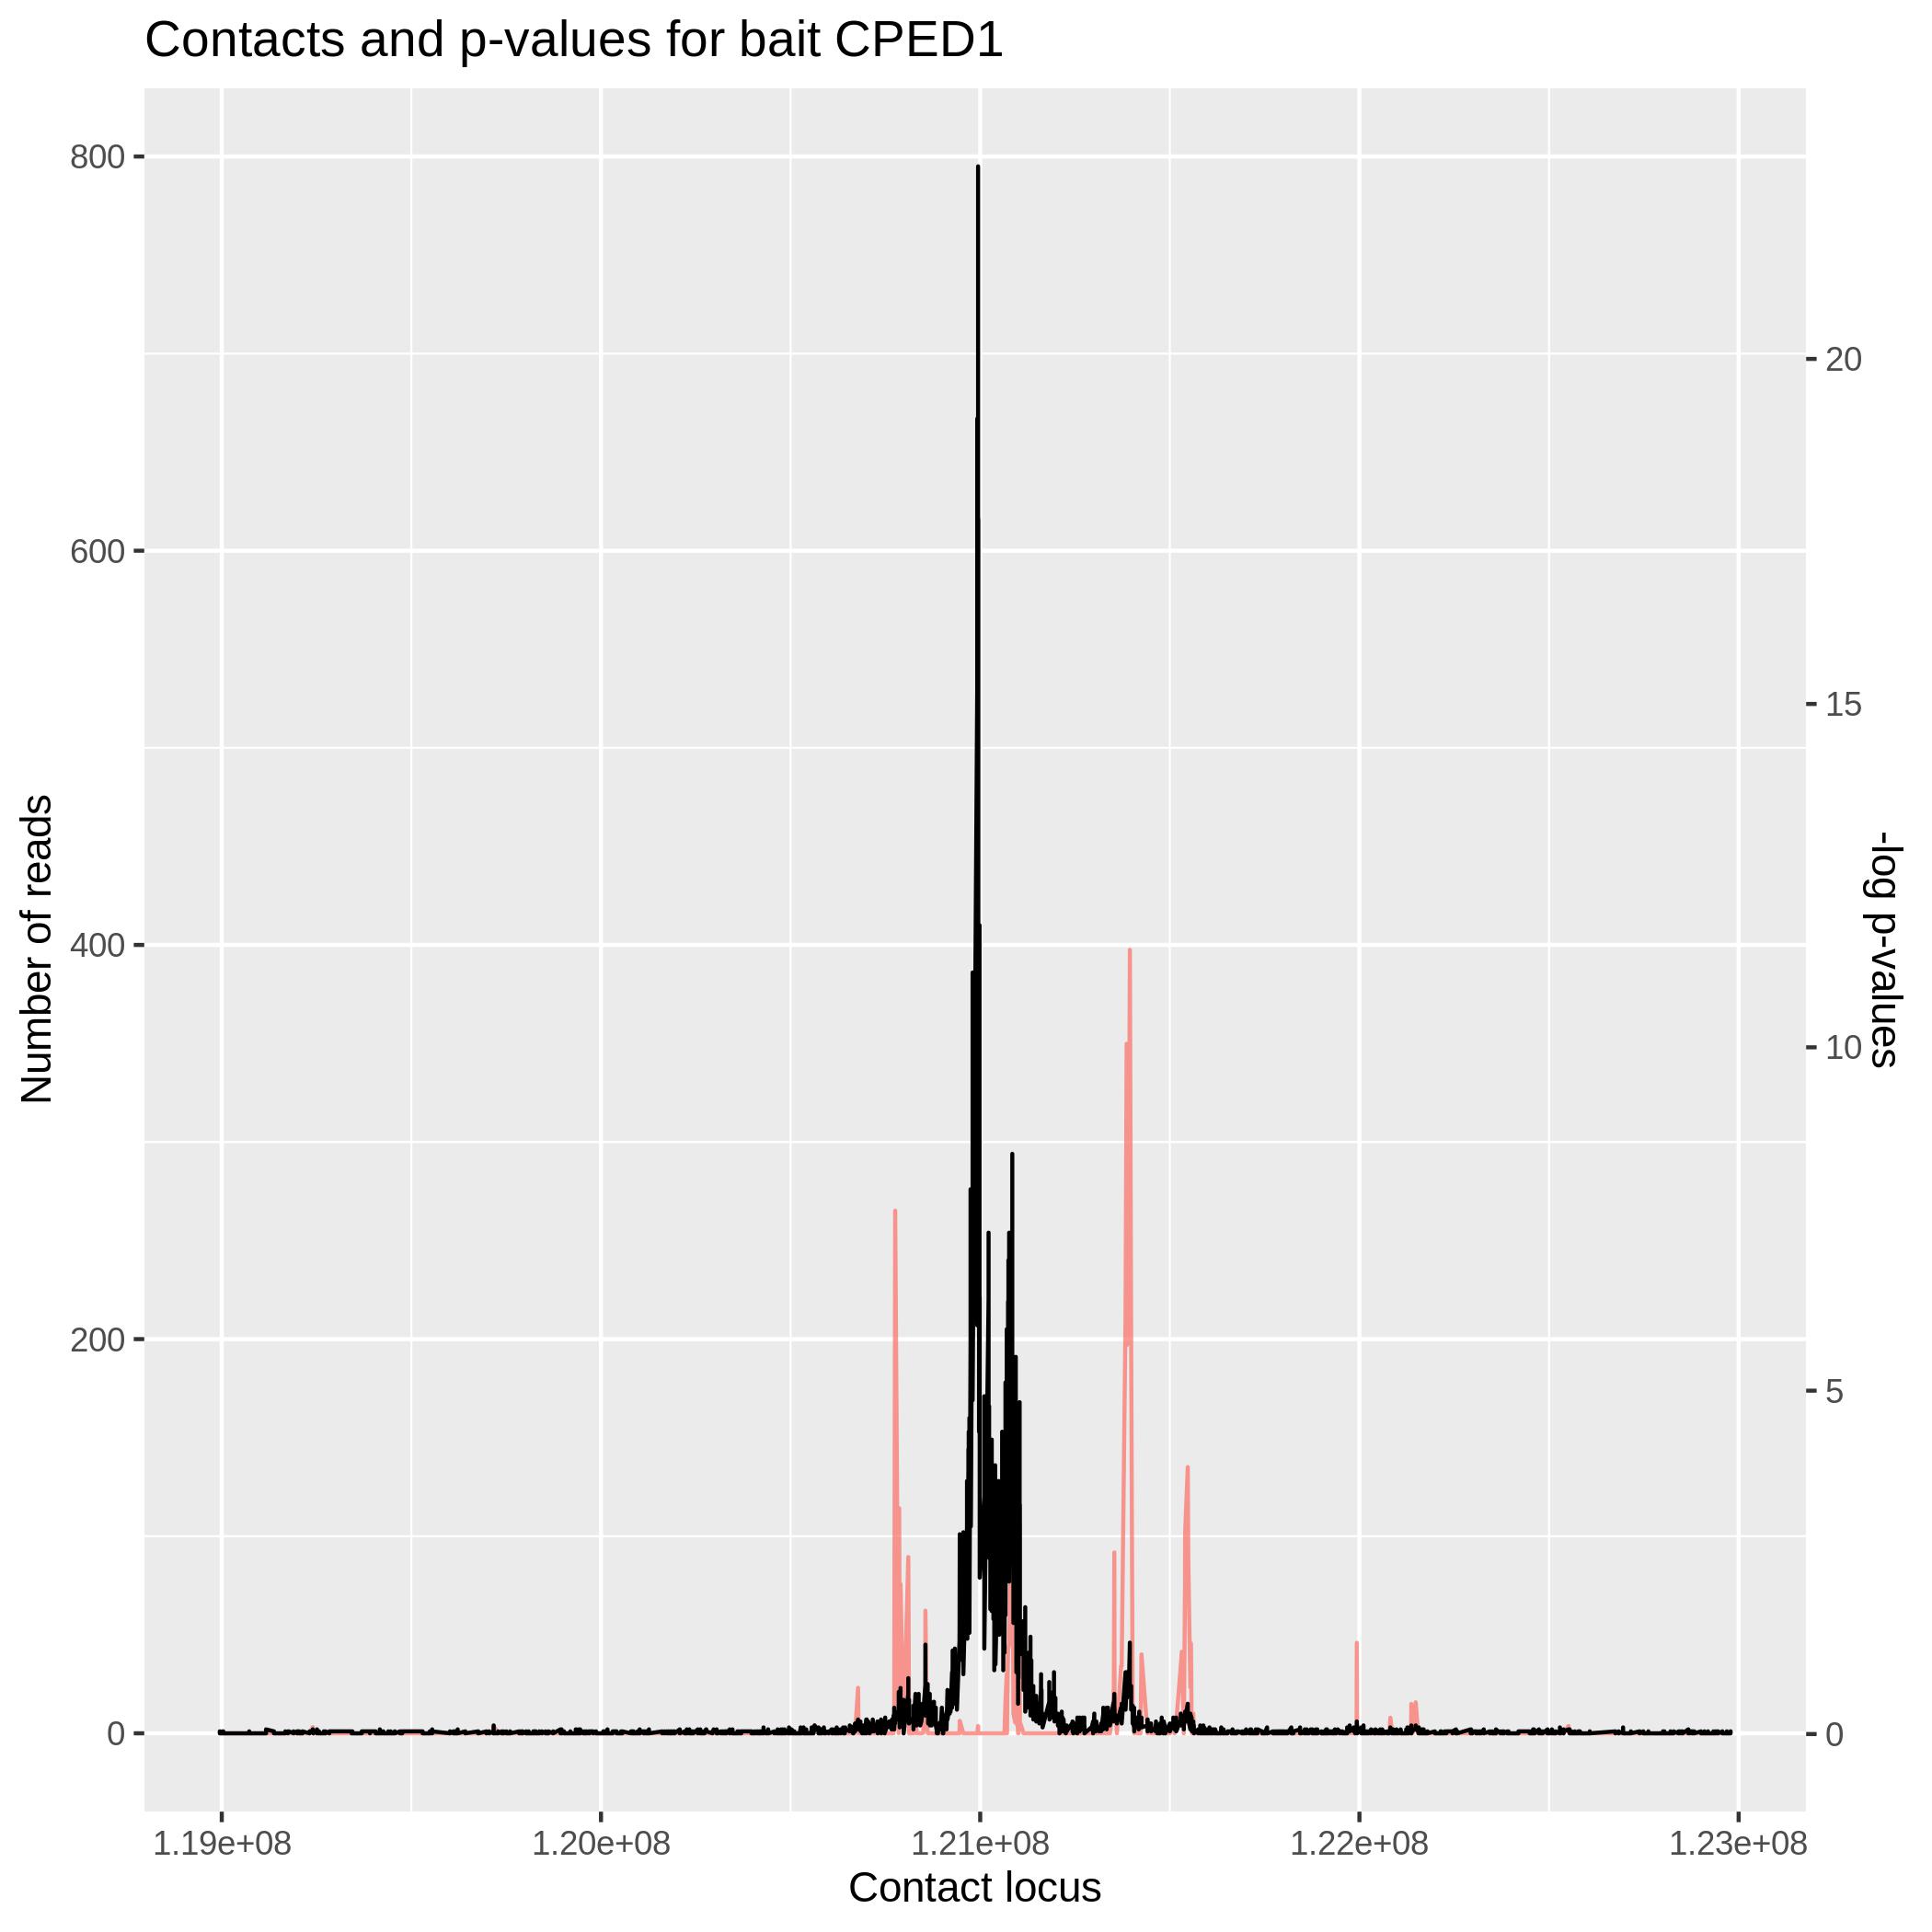 Contacts and p-values for bait CPED1
800
600
400
200
0
Number of reads
20
15
10
5
0
-log p-values
1.19e+08
1.20e+08
1.21e+08
1.22e+08
1.23e+08
Contact locus